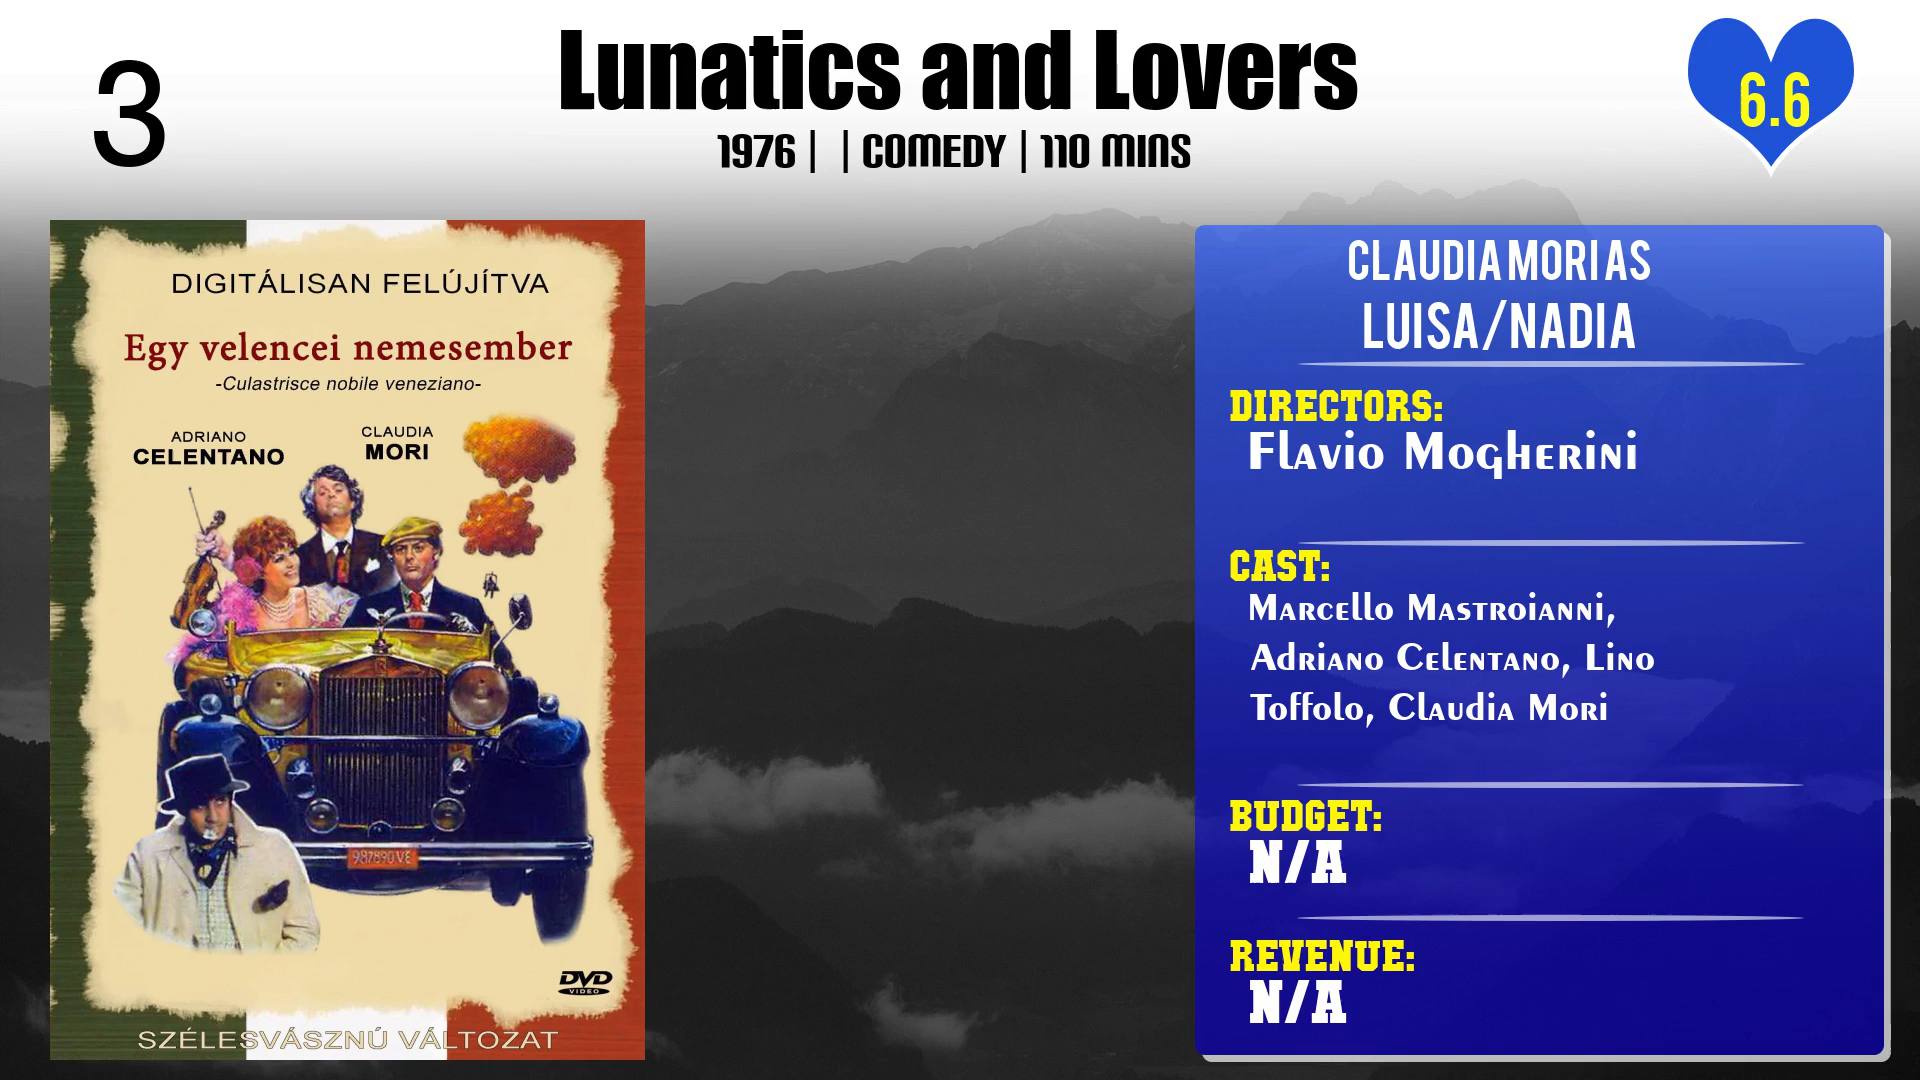 3
Lunatics and Lovers
1976 | | COMEDY | 110 MINS
6.6
DIGITÁLISAN FELÚJÍTVA
Egy velencei nemesember
-Culastrisce nobile veneziano-
ADRIANO
CELENTANO
CLAUDIA
MORI
987890VE
DVD
VIDEO
SZÉLESVÁSZNÚ VÁLTOZAT
CLAUDIA MORI AS
LUISA/NADIA
DIRECTORS:
Flavio Mogherini
CAST:
Marcello Mastroianni,
Adriano Celentano, Lino
Toffolo, Claudia Mori
BUDGET:
N/A
REVENUE:
N/A